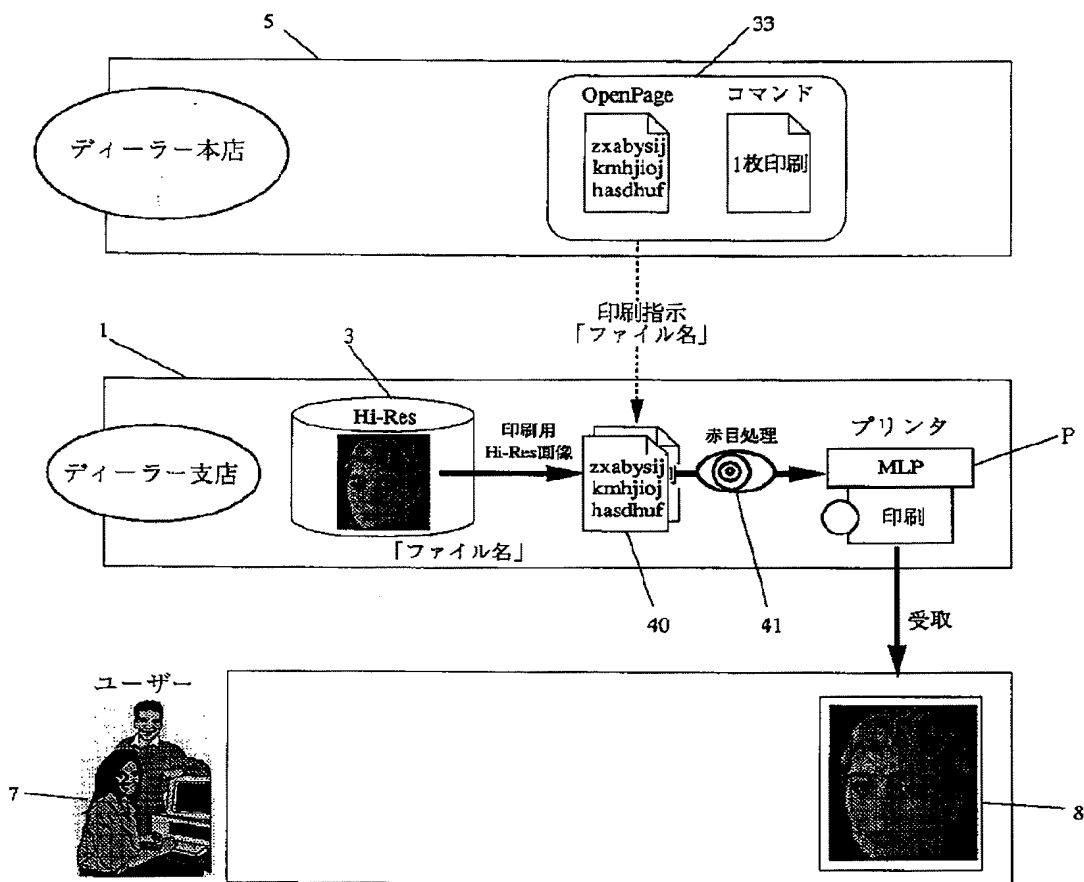 5
33
OpenPage
コマンド
ディーラー本店
zxabysij
kmhjioj
hasdhuf
1枚印刷
印刷指示
「ファイル名」
1
3
Hi-Res
印刷用
Hi-Res画像
赤目処理
プリンタ
P
ディーラー支店
zxabysij
kmhjioj
hasdhuf
MLP
印刷
「ファイル名」
40
41
受取
ユーザー
7
8